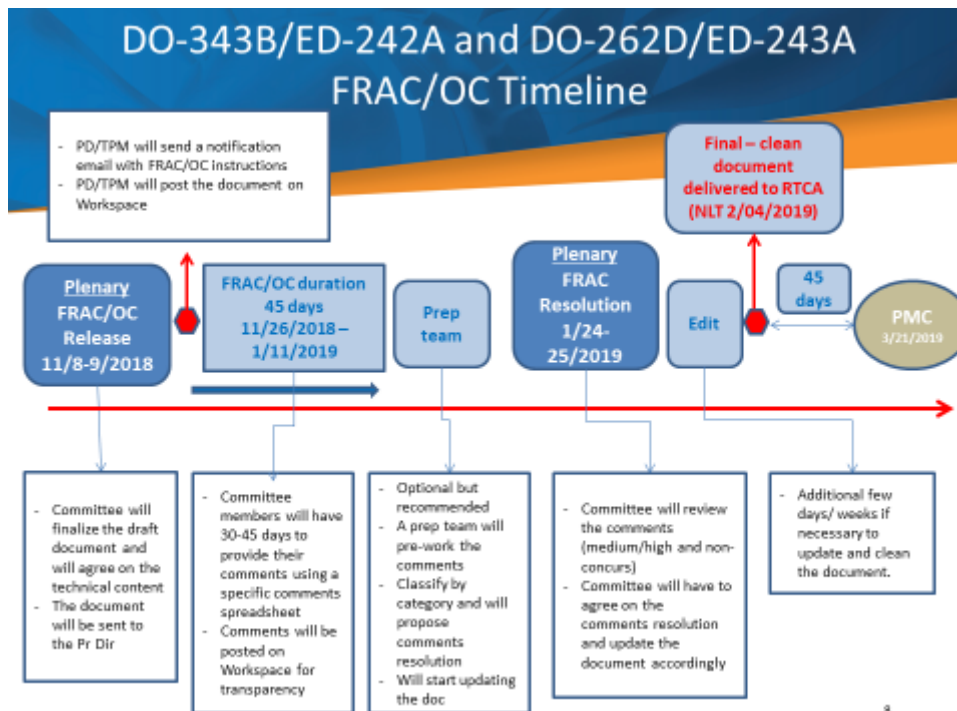 DO-343B/ED-242A and DO-262D/ED-243A
FRAC/OC Timeline
- PD/TPM will send a notification
email with FRAC/OC instructions
- PD/TPM will post the document on
Workspace
Final – clean
document
delivered to RTCA
(NLT 2/04/2019)
Plenary
FRAC/OC
Release
11/8-9/2018
FRAC/OC duration
45 days
11/26/2018 –
1/11/2019
Prep
team
Plenary
FRAC
Resolution
1/24-
25/2019
Edit
45
days
PMC
3/21/2019
- Committee will
finalize the draft
document and
will agree on the
technical content
- The document
will be sent to
the Pr Dir
- Committee
members will have
30-45 days to
provide their
comments using a
specific comments
spreadsheet
- Comments will be
posted on
Workspace for
transparency
- Optional but
recommended
- A prep team will
pre-work the
comments
- Classify by
category and will
propose
comments
resolution
- Will start updating
the doc
- Committee will review
the comments
(medium/high and non-
concurs)
- Committee will have to
agree on the
comments resolution
and update the
document accordingly
- Additional few
days/ weeks if
necessary to
update and clean
the document.